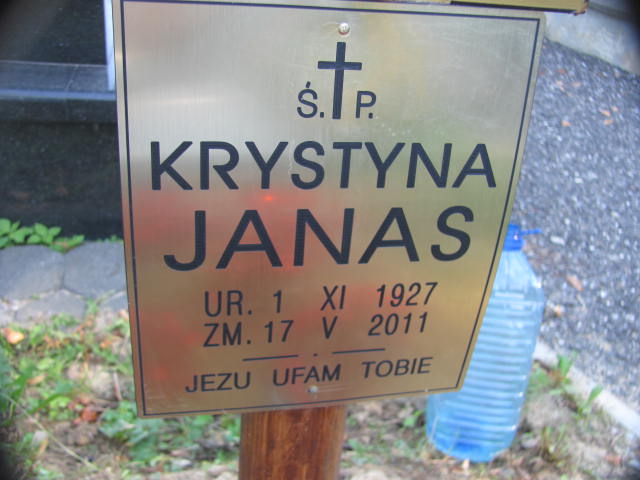 Ś. P.
KRYSTYNA
JANAS
UR. 1 XI 1927
ZM. 17 V 2011
JEZU UFAM TOBIE